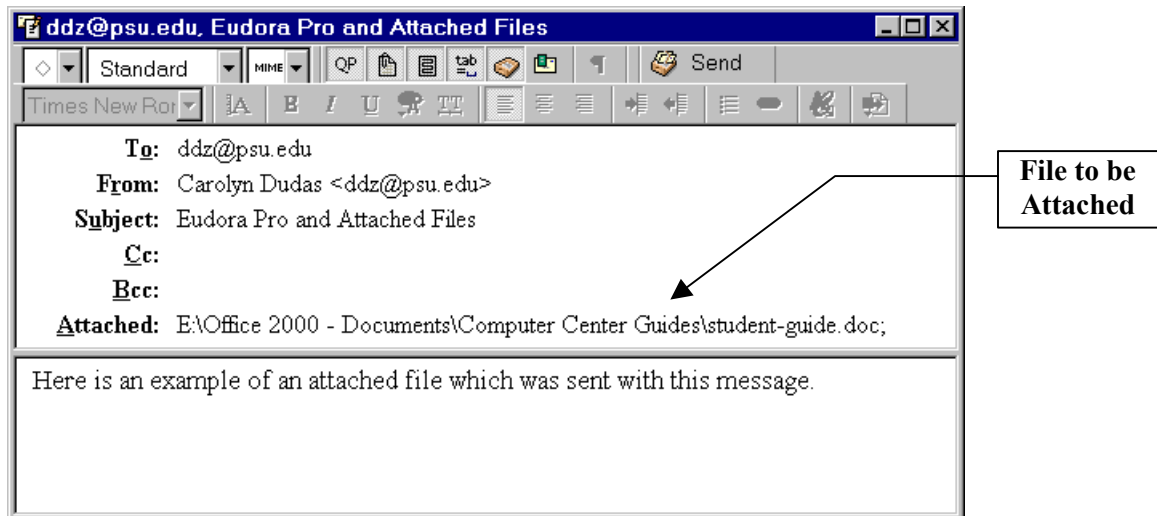 ddz@psu.edu, Eudora Pro and Attached Files
Standard MIME QP tab Send
Times New Ror A B I U TT
To: ddz@psu.edu
From: Carolyn Dudas <ddz@psu.edu>
Subject: Eudora Pro and Attached Files
Cc:
Bcc:
Attached: E:\Office 2000 - Documents\Computer Center Guides\student-guide.doc;
File to be
Attached
Here is an example of an attached file which was sent with this message.